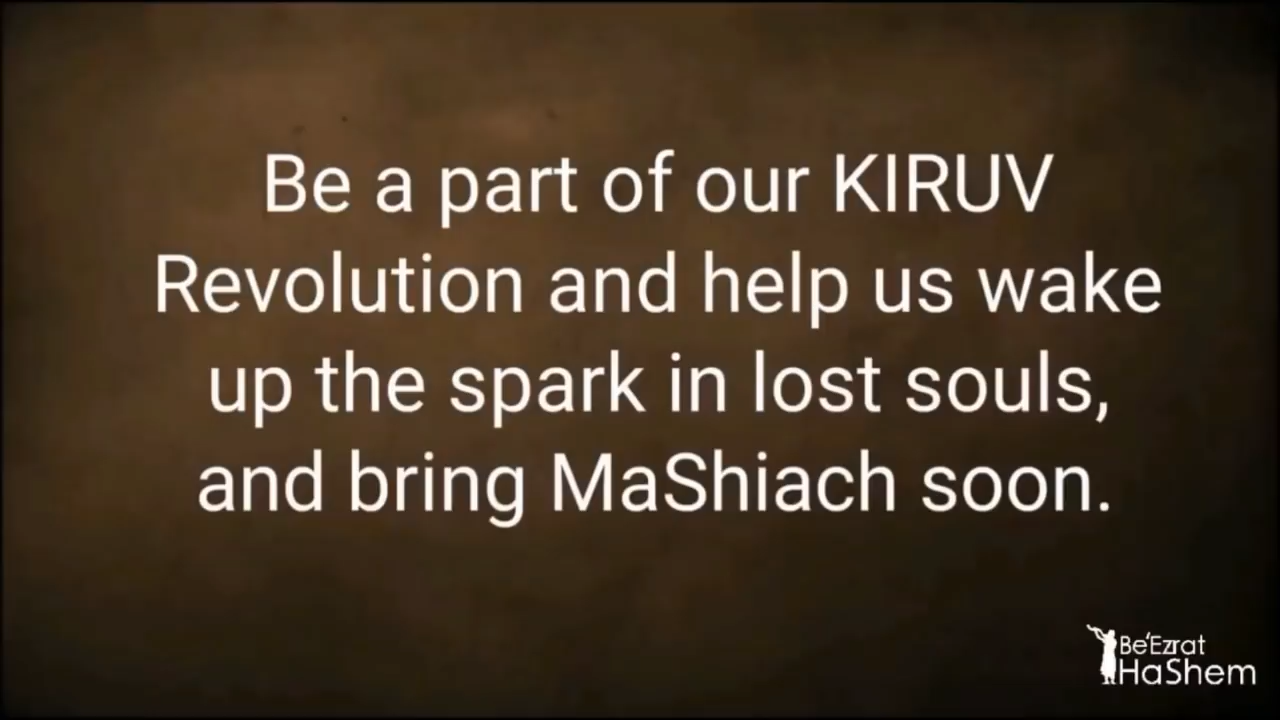 Be a part of our KIRUV
Revolution and help us wake
up the spark in lost souls,
and bring MaShiach soon.
Be'Ezrat
HaShem